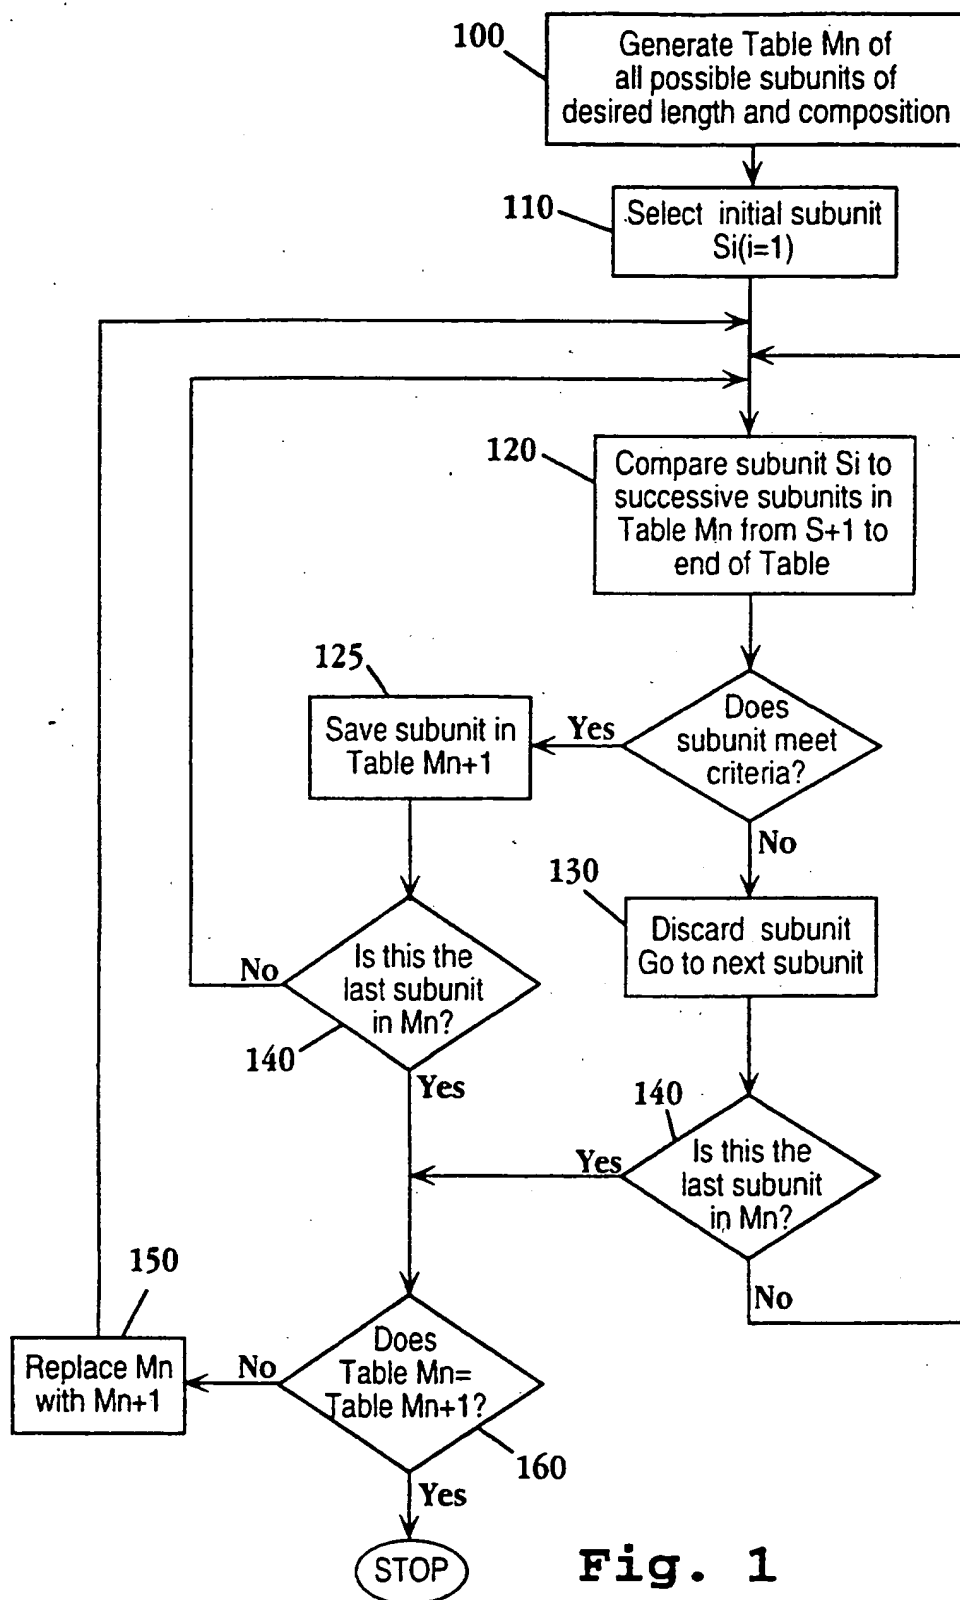 100
Generate Table Mn of
all possible subunits of
desired length and composition
110
Select initial subunit
Si(i=1)
120
Compare subunit Si to
successive subunits in
Table Mn from S+1 to
end of Table
125
Save subunit in
Table Mn+1
Yes
Does
subunit meet
criteria?
No
130
Discard subunit
Go to next subunit
No
Is this the
last subunit
in Mn?
140
Yes
140
Is this the
last subunit
in Mn?
Yes
No
150
Replace Mn
with Mn+1
No
Does
Table Mn=
Table Mn+1?
160
Yes
STOP
Fig. 1